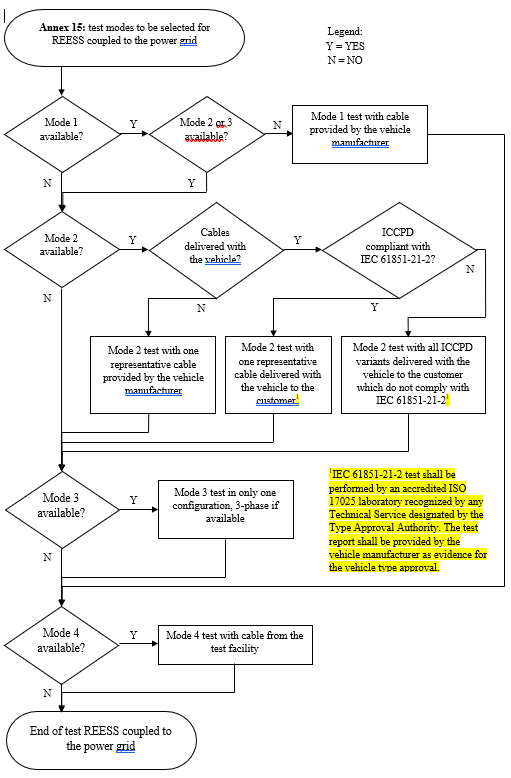 Annex 15: test modes to be selected for
REESS coupled to the power grid
Legend:
Y = YES
N = NO
Mode 1
available?
Y
Mode 2 or 3
available?
N
Mode 1 test with cable
provided by the vehicle
manufacturer
N
Y
Mode 2
available?
Y
Cables
delivered with
the vehicle?
Y
ICCPD
compliant with
IEC 61851-21-2?
N
N
N
Y
Mode 2 test with one
representative cable
provided by the vehicle
manufacturer
Mode 2 test with
one representative
cable delivered with
the vehicle to the
customer¹
Mode 2 test with all ICCPD
variants delivered with the
vehicle to the customer
which do not comply with
IEC 61851-21-2¹
Mode 3
available?
Y
Mode 3 test in only one
configuration, 3-phase if
available
N
¹IEC 61851-21-2 test shall be
performed by an accredited ISO
17025 laboratory recognized by any
Technical Service designated by the
Type Approval Authority. The test
report shall be provided by the
vehicle manufacturer as evidence for
the vehicle type approval.
Mode 4
available?
Y
Mode 4 test with cable from the
test facility
N
End of test REESS coupled to
the power grid